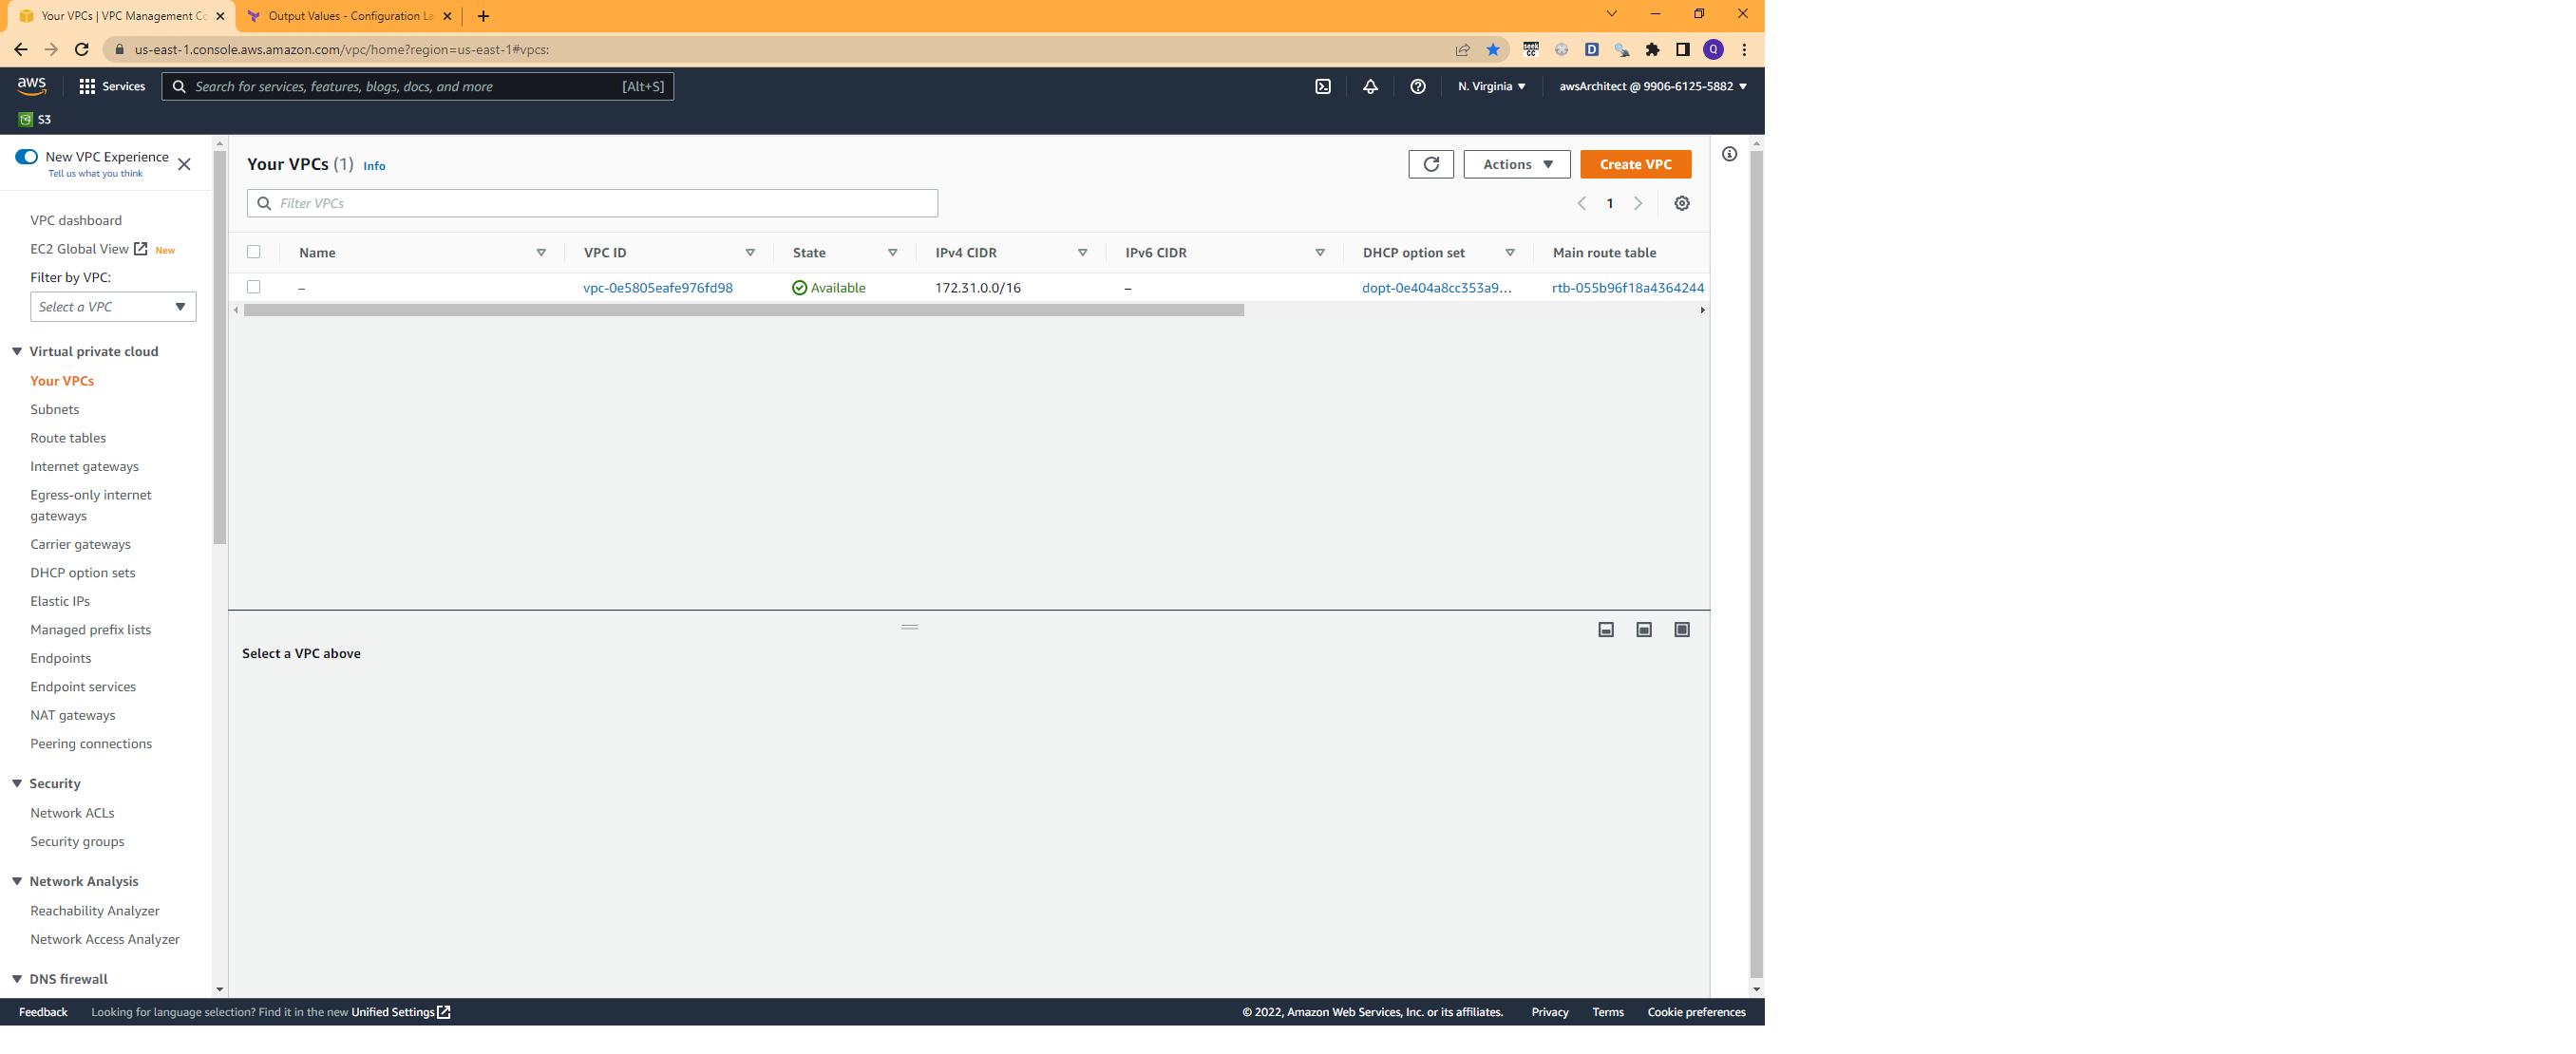 Your VPCs | VPC Management Co
Output Values - Configuration La
us-east-1.console.aws.amazon.com/vpc/home?region=us-east-1#vpcs:
seek CC
D
Q
aws
Services
Search for services, features, blogs, docs, and more
[Alt+S]
N. Virginia
awsArchitect @ 9906-6125-5882
S3
New VPC Experience
Tell us what you think
VPC dashboard
EC2 Global View New
Filter by VPC:
Select a VPC
Virtual private cloud
Your VPCs
Subnets
Route tables
Internet gateways
Egress-only internet
gateways
Carrier gateways
DHCP option sets
Elastic IPs
Managed prefix lists
Endpoints
Endpoint services
NAT gateways
Peering connections
Security
Network ACLs
Security groups
Network Analysis
Reachability Analyzer
Network Access Analyzer
DNS firewall
Your VPCs (1) Info
Actions
Create VPC
Filter VPCs
1
Name VPC ID State IPv4 CIDR IPv6 CIDR DHCP option set Main route table
– vpc-0e5805eafe976fd98 Available 172.31.0.0/16 – dopt-0e404a8cc353a9... rtb-055b96f18a4364244
Select a VPC above
Feedback Looking for language selection? Find it in the new Unified Settings
© 2022, Amazon Web Services, Inc. or its affiliates. Privacy Terms Cookie preferences